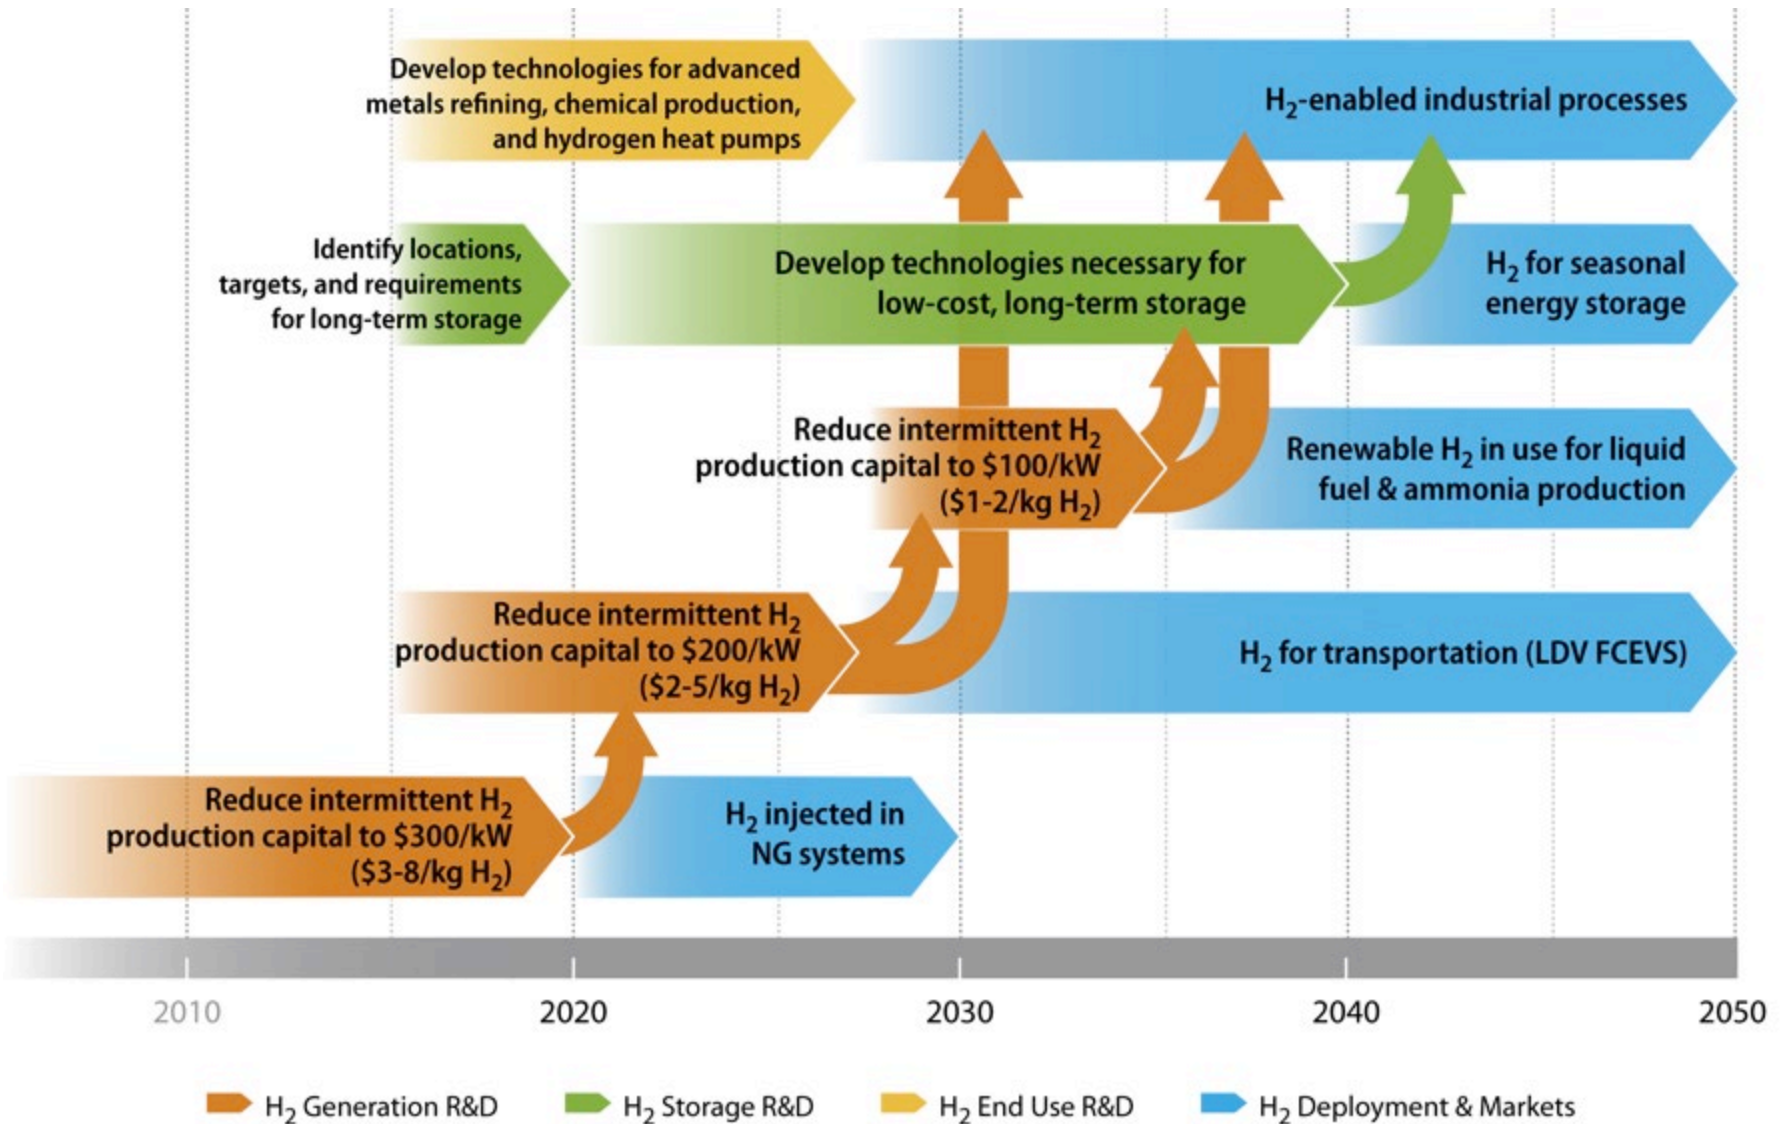 Develop technologies for advanced
metals refining, chemical production,
and hydrogen heat pumps
H₂-enabled industrial processes
Identify locations,
targets, and requirements
for long-term storage
Develop technologies necessary for
low-cost, long-term storage
H₂ for seasonal
energy storage
Reduce intermittent H₂
production capital to $100/kW
($1-2/kg H₂)
Renewable H₂ in use for liquid
fuel & ammonia production
Reduce intermittent H₂
production capital to $200/kW
($2-5/kg H₂)
H₂ for transportation (LDV FCEVS)
Reduce intermittent H₂
production capital to $300/kW
($3-8/kg H₂)
H₂ injected in
NG systems
2010 2020 2030 2040 2050
H₂ Generation R&D H₂ Storage R&D H₂ End Use R&D H₂ Deployment & Markets